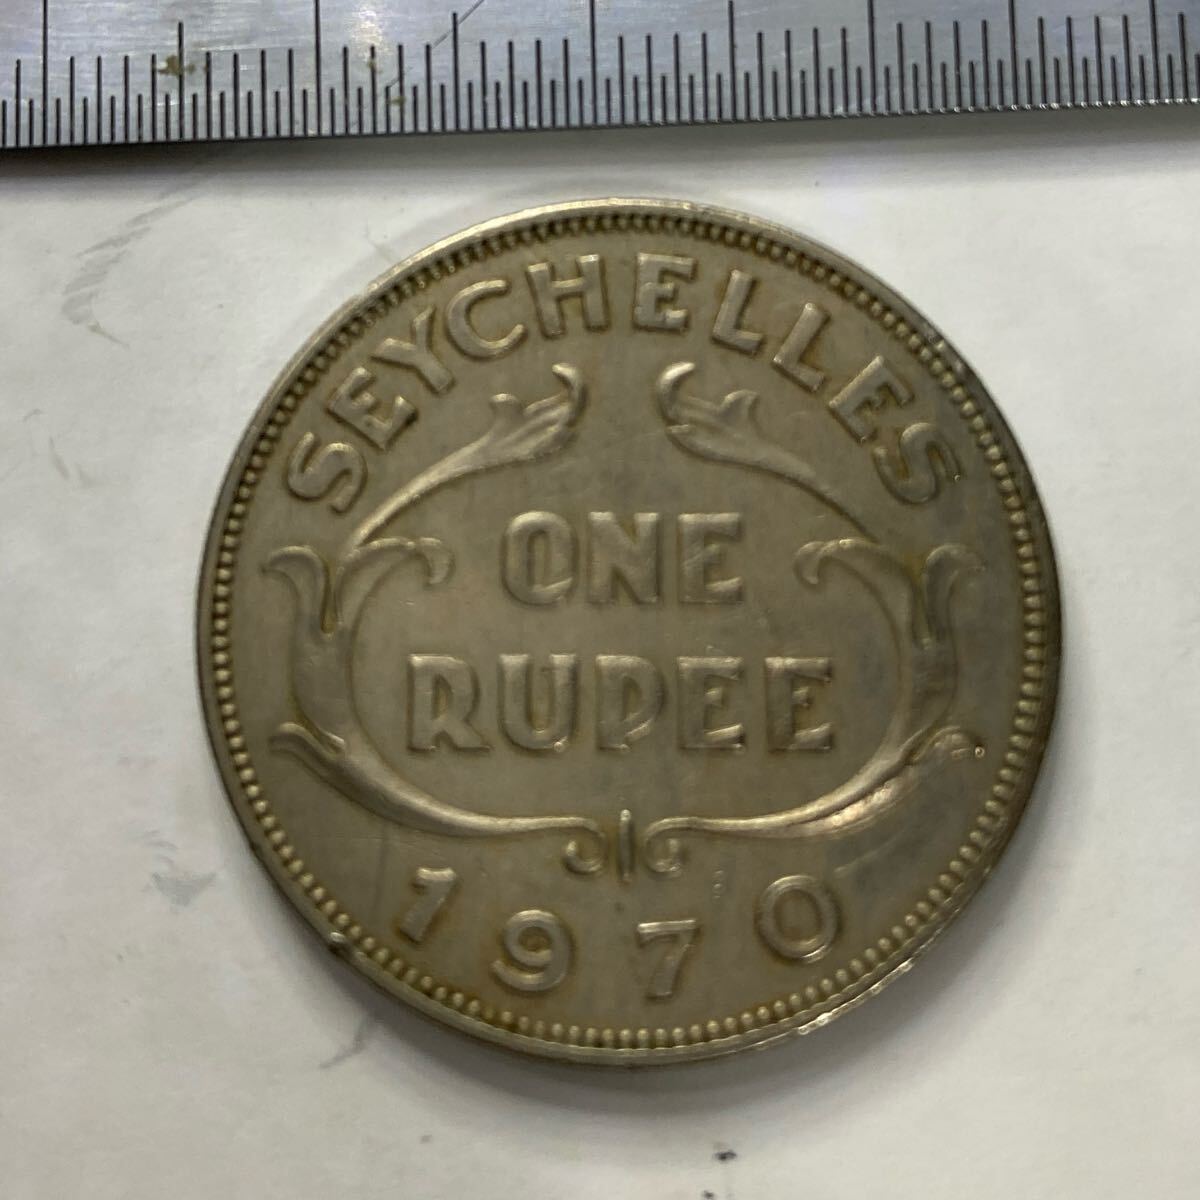 SEYCHELLES
ONE
RUPEE
1970